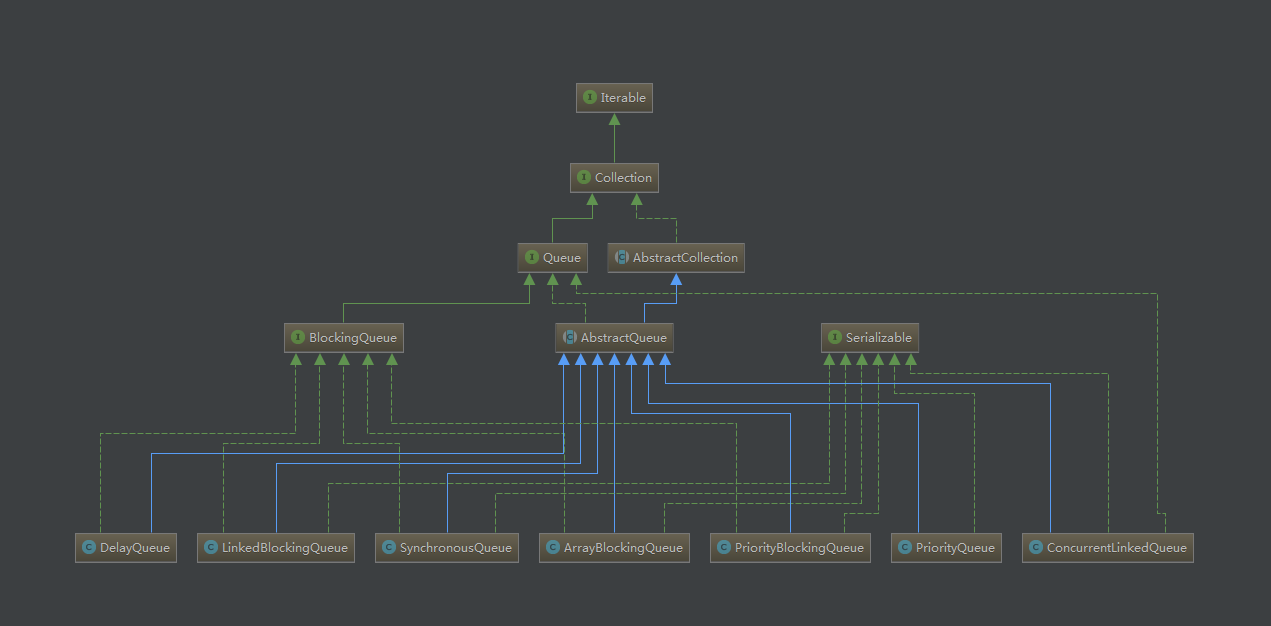 I Iterable
I Collection
I Queue
C AbstractCollection
I BlockingQueue
C AbstractQueue
I Serializable
C DelayQueue
C LinkedBlockingQueue
C SynchronousQueue
C ArrayBlockingQueue
C PriorityBlockingQueue
C PriorityQueue
C ConcurrentLinkedQueue